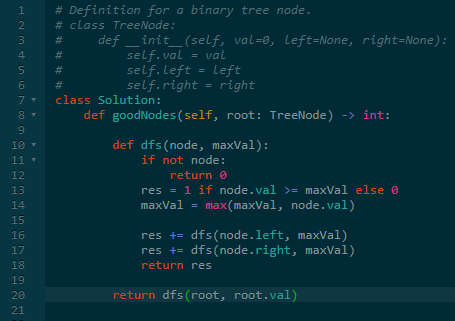 1 # Definition for a binary tree node.
2 # class TreeNode:
3 #     def __init__(self, val=0, left=None, right=None):
4 #         self.val = val
5 #         self.left = left
6 #         self.right = right
7 class Solution:
8     def goodNodes(self, root: TreeNode) -> int:
9
10         def dfs(node, maxVal):
11             if not node:
12                 return 0
13             res = 1 if node.val >= maxVal else 0
14             maxVal = max(maxVal, node.val)
15
16             res += dfs(node.left, maxVal)
17             res += dfs(node.right, maxVal)
18             return res
19
20         return dfs(root, root.val)
21